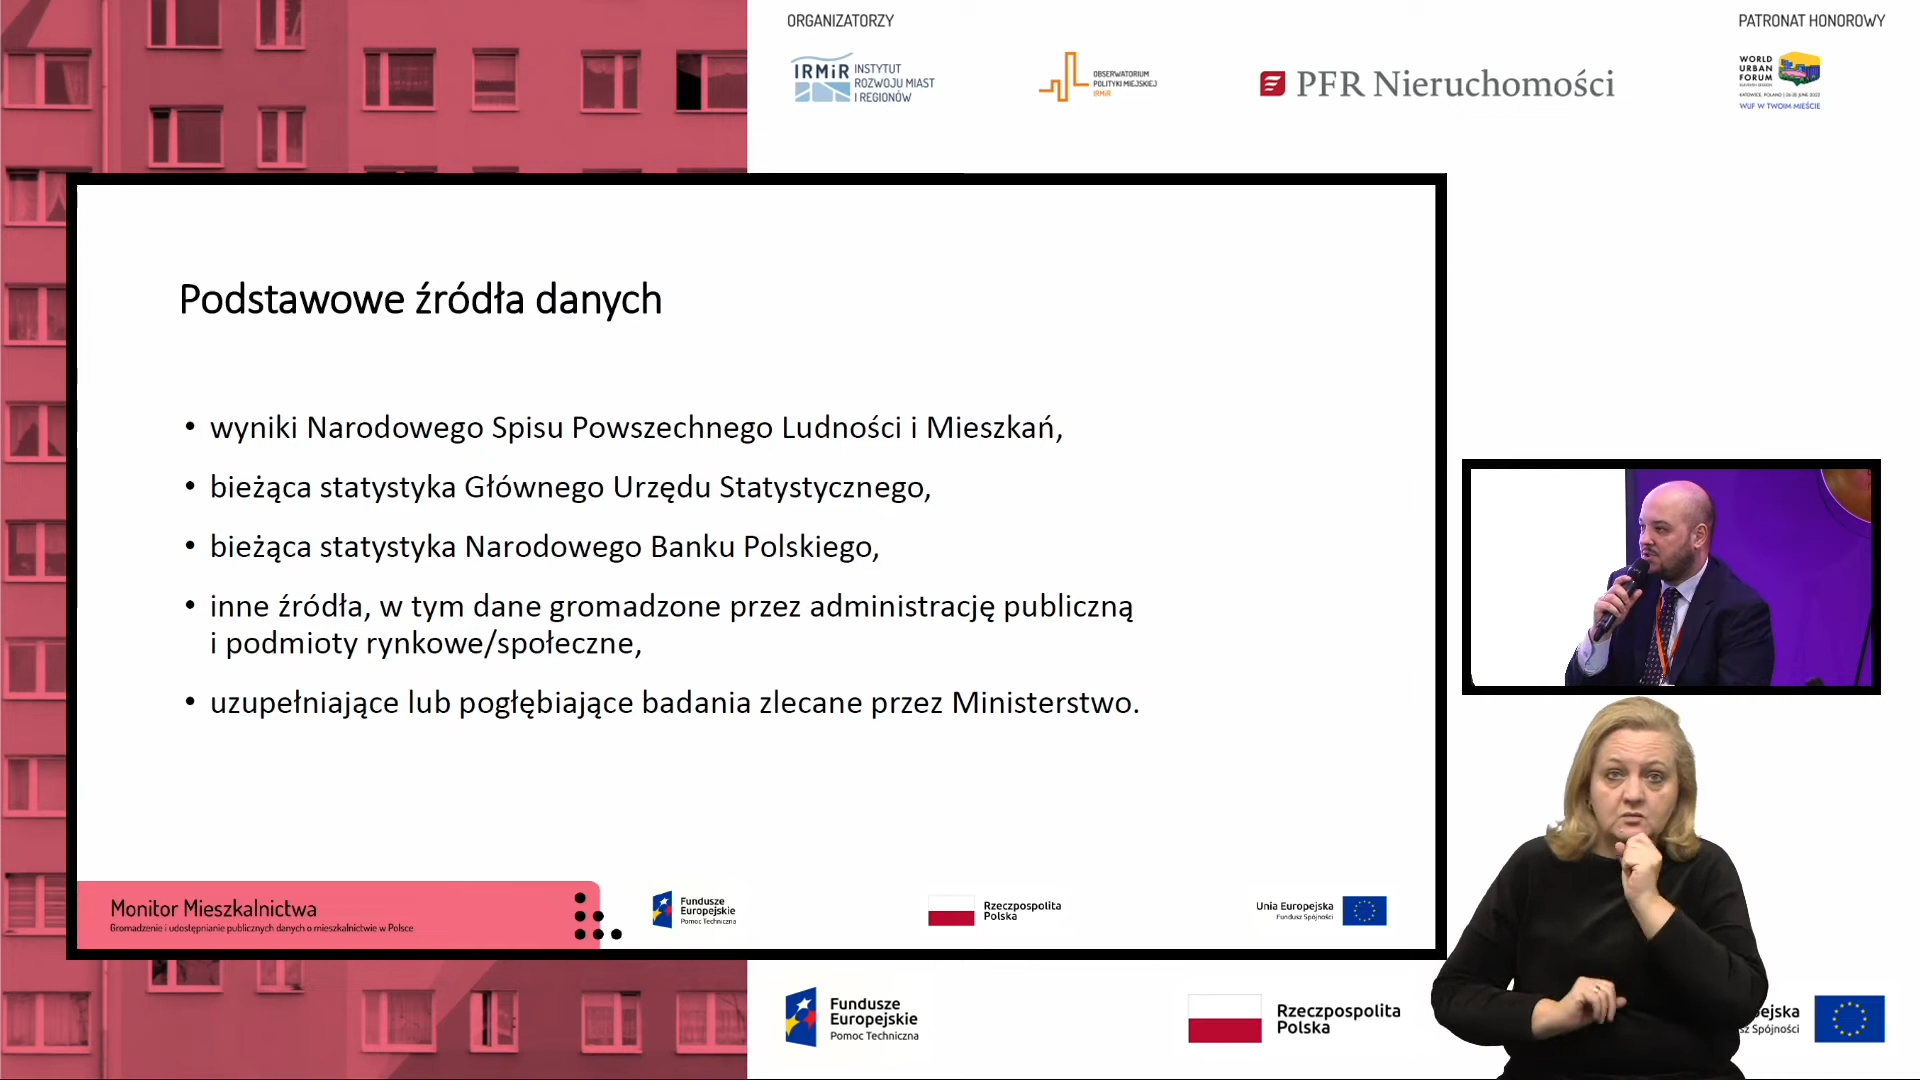 ORGANIZATORZY
PATRONAT HONOROWY
IRMiR INSTYTUT
ROZWOJU MIAST
I REGIONÓW
OBSERWATORIUM
POLITYKI MIEJSKIEJ
IRMiR
PFR Nieruchomości
WORLD
URBAN
FORUM
KATOWICE, POLAND | 26-30 JUNE 2022
WUF W TWOIM MIEŚCIE
Podstawowe źródła danych
• wyniki Narodowego Spisu Powszechnego Ludności i Mieszkań,
• bieżąca statystyka Głównego Urzędu Statystycznego,
• bieżąca statystyka Narodowego Banku Polskiego,
• inne źródła, w tym dane gromadzone przez administrację publiczną
i podmioty rynkowe/społeczne,
• uzupełniające lub pogłębiające badania zlecane przez Ministerstwo.
Monitor Mieszkalnictwa
Gromadzenie i udostępnianie publicznych danych o mieszkalnictwie w Polsce
Fundusze
Europejskie
Pomoc Techniczna
Rzeczpospolita
Polska
Unia Europejska
Fundusz Spójności
Fundusze
Europejskie
Pomoc Techniczna
Rzeczpospolita
Polska
ejska
sz Spójności